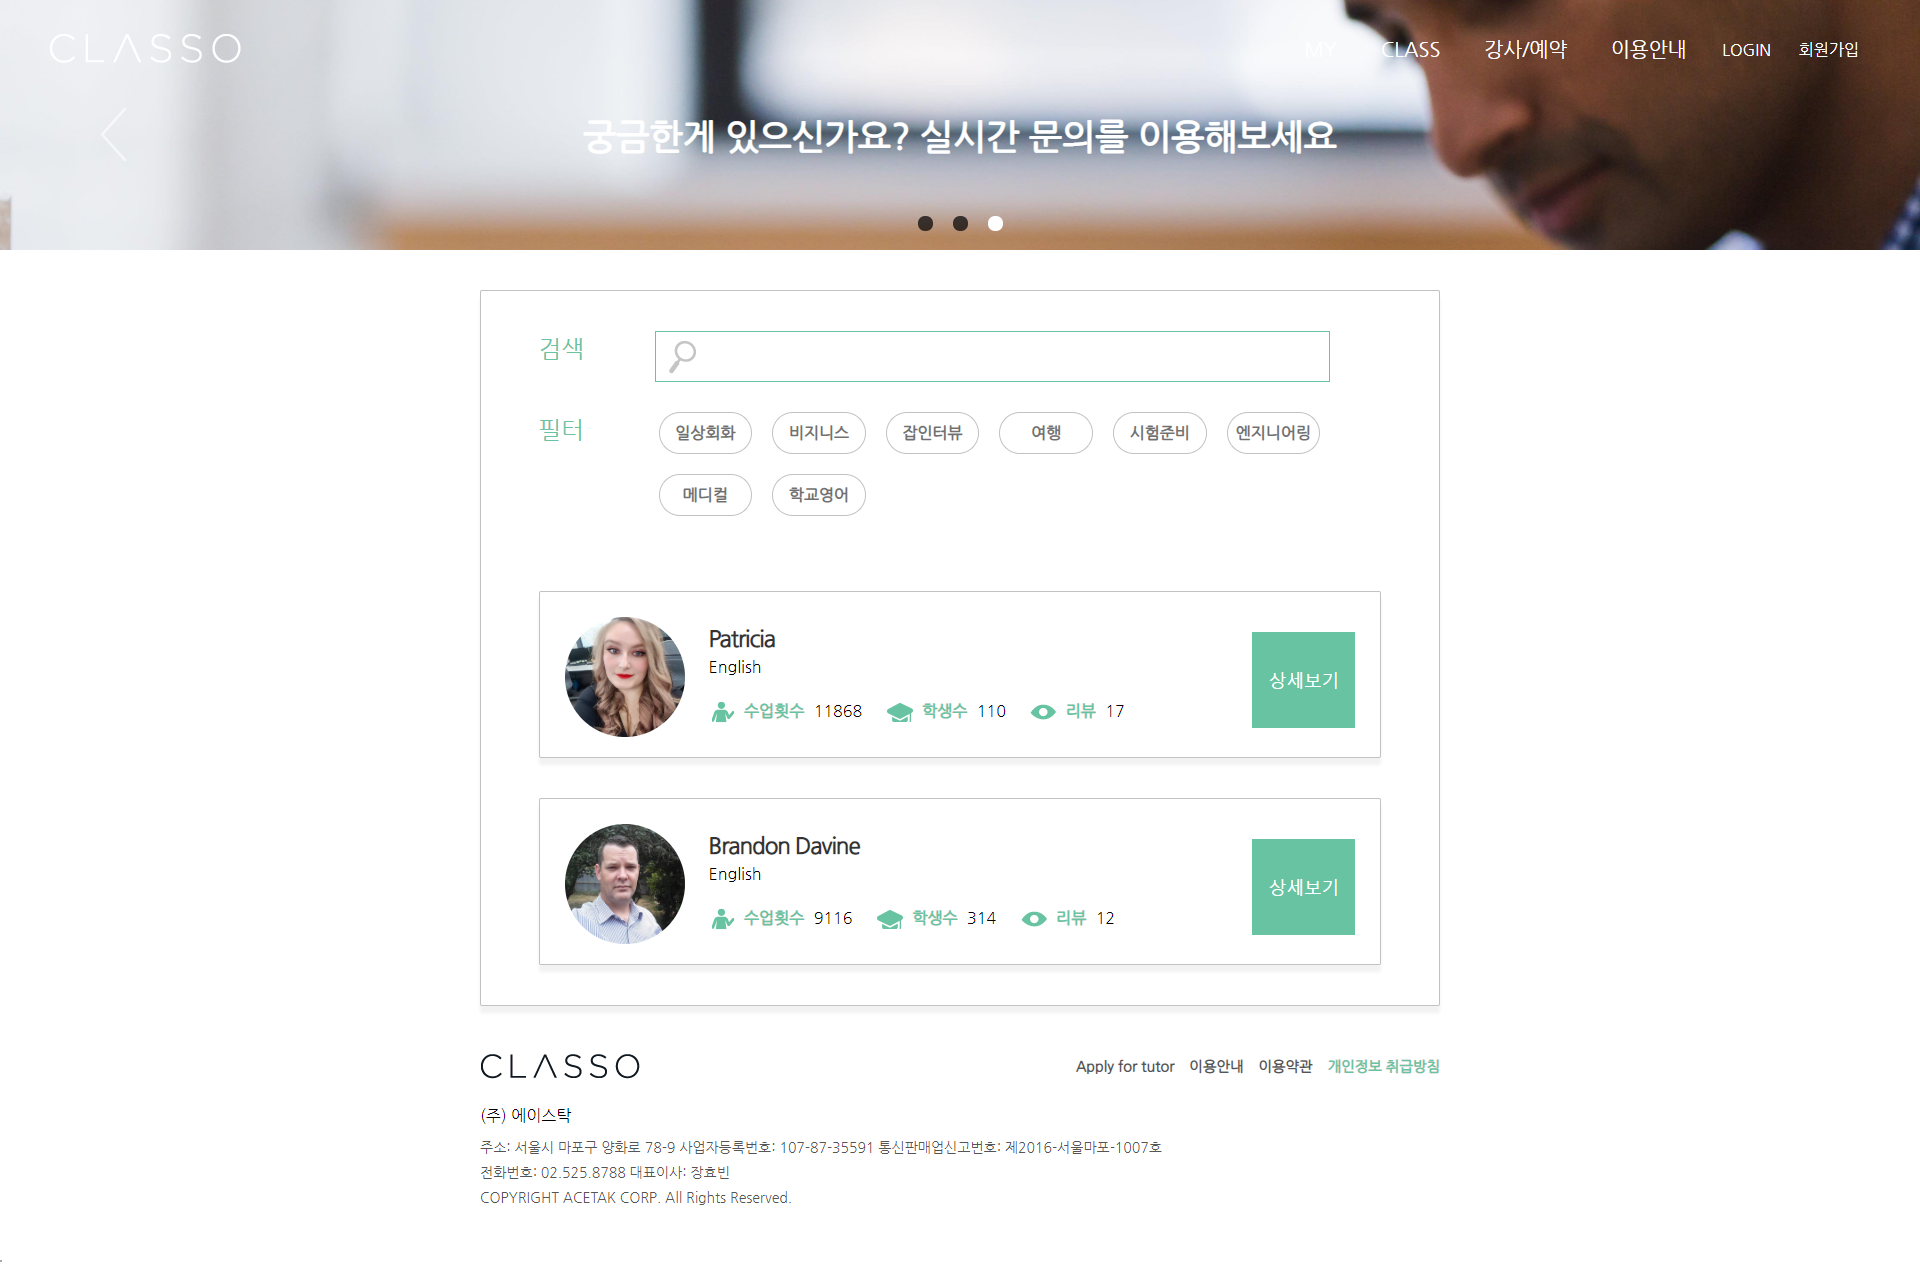 CLASSO
MY CLASS 강사/예약 이용안내 LOGIN 회원가입
궁금한게 있으신가요? 실시간 문의를 이용해보세요
검색
필터
일상회화 비지니스 잡인터뷰 여행 시험준비 엔지니어링
메디컬 학교영어
Patricia
English
수업횟수 11868 학생수 110 리뷰 17
상세보기
Brandon Davine
English
수업횟수 9116 학생수 314 리뷰 12
상세보기
CLASSO
Apply for tutor 이용안내 이용약관 개인정보 취급방침
(주) 에이스탁
주소: 서울시 마포구 양화로 78-9 사업자등록번호: 107-87-35591 통신판매업신고번호: 제2016-서울마포-1007호
전화번호: 02.525.8788 대표이사: 장효빈
COPYRIGHT ACETAK CORP. All Rights Reserved.